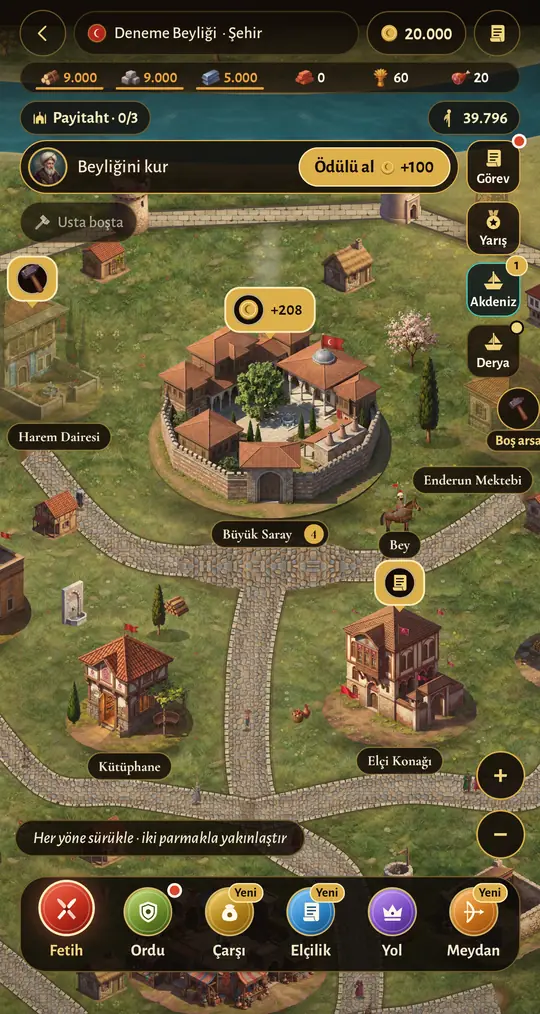 Deneme Beyliği · Şehir
20.000
9.000
9.000
5.000
0
60
20
Payitaht · 0/3
39.796
Beyliğini kur
Ödülü al +100
Görev
Usta boşta
Yarış
1
Akdeniz
+208
Derya
Harem Dairesi
Boş arsa
Enderun Mektebi
Büyük Saray 4
Bey
Kütüphane
Elçi Konağı
+
−
Her yöne sürükle · iki parmakla yakınlaştır
Yeni
Yeni
Yeni
Fetih
Ordu
Çarşı
Elçilik
Yol
Meydan